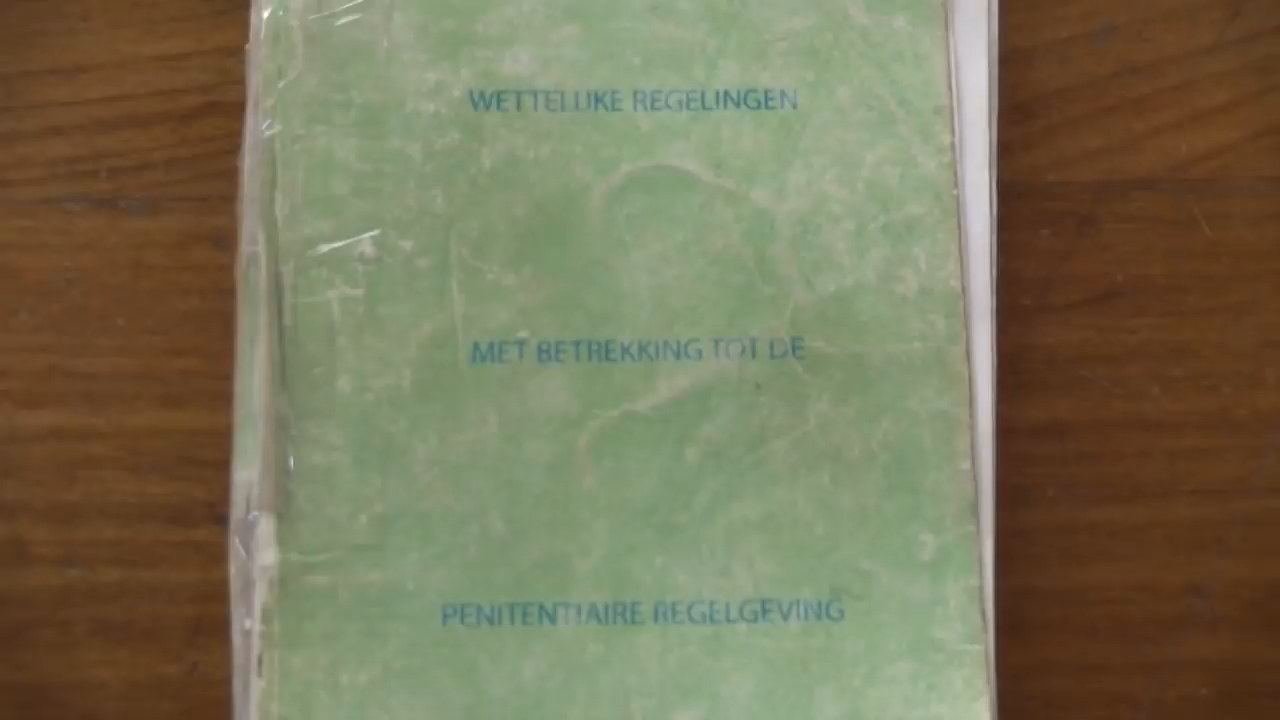 WETTELIJKE REGELINGEN
MET BETREKKING TOT DE
PENITENTIAIRE REGELGEVING